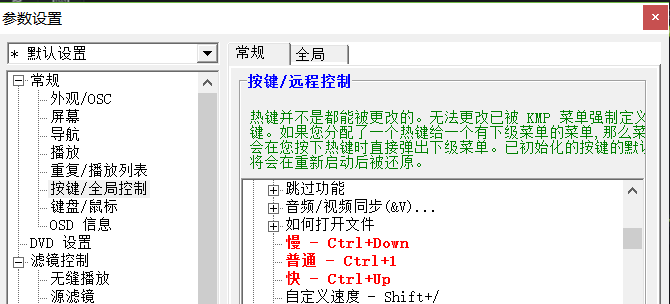 参数设置
* 默认设置
常规
外观/OSC
屏幕
导航
播放
重复/播放列表
按键/全局控制
键盘/鼠标
OSD 信息
DVD 设置
滤镜控制
无缝播放
源滤镜
常规
全局
按键/远程控制
热键并不是都能被更改的。无法更改已被 KMP 菜单强制定义
键。如果您分配了一个热键给一个有下级菜单的菜单,那么菜
会在您按下热键时直接弹出下级菜单。已初始化的按键的默认
将会在重新启动后被还原。
跳过功能
音频/视频同步(&V)...
如何打开文件
慢 - Ctrl+Down
普通 - Ctrl+1
快 - Ctrl+Up
自定义速度 - Shift+/